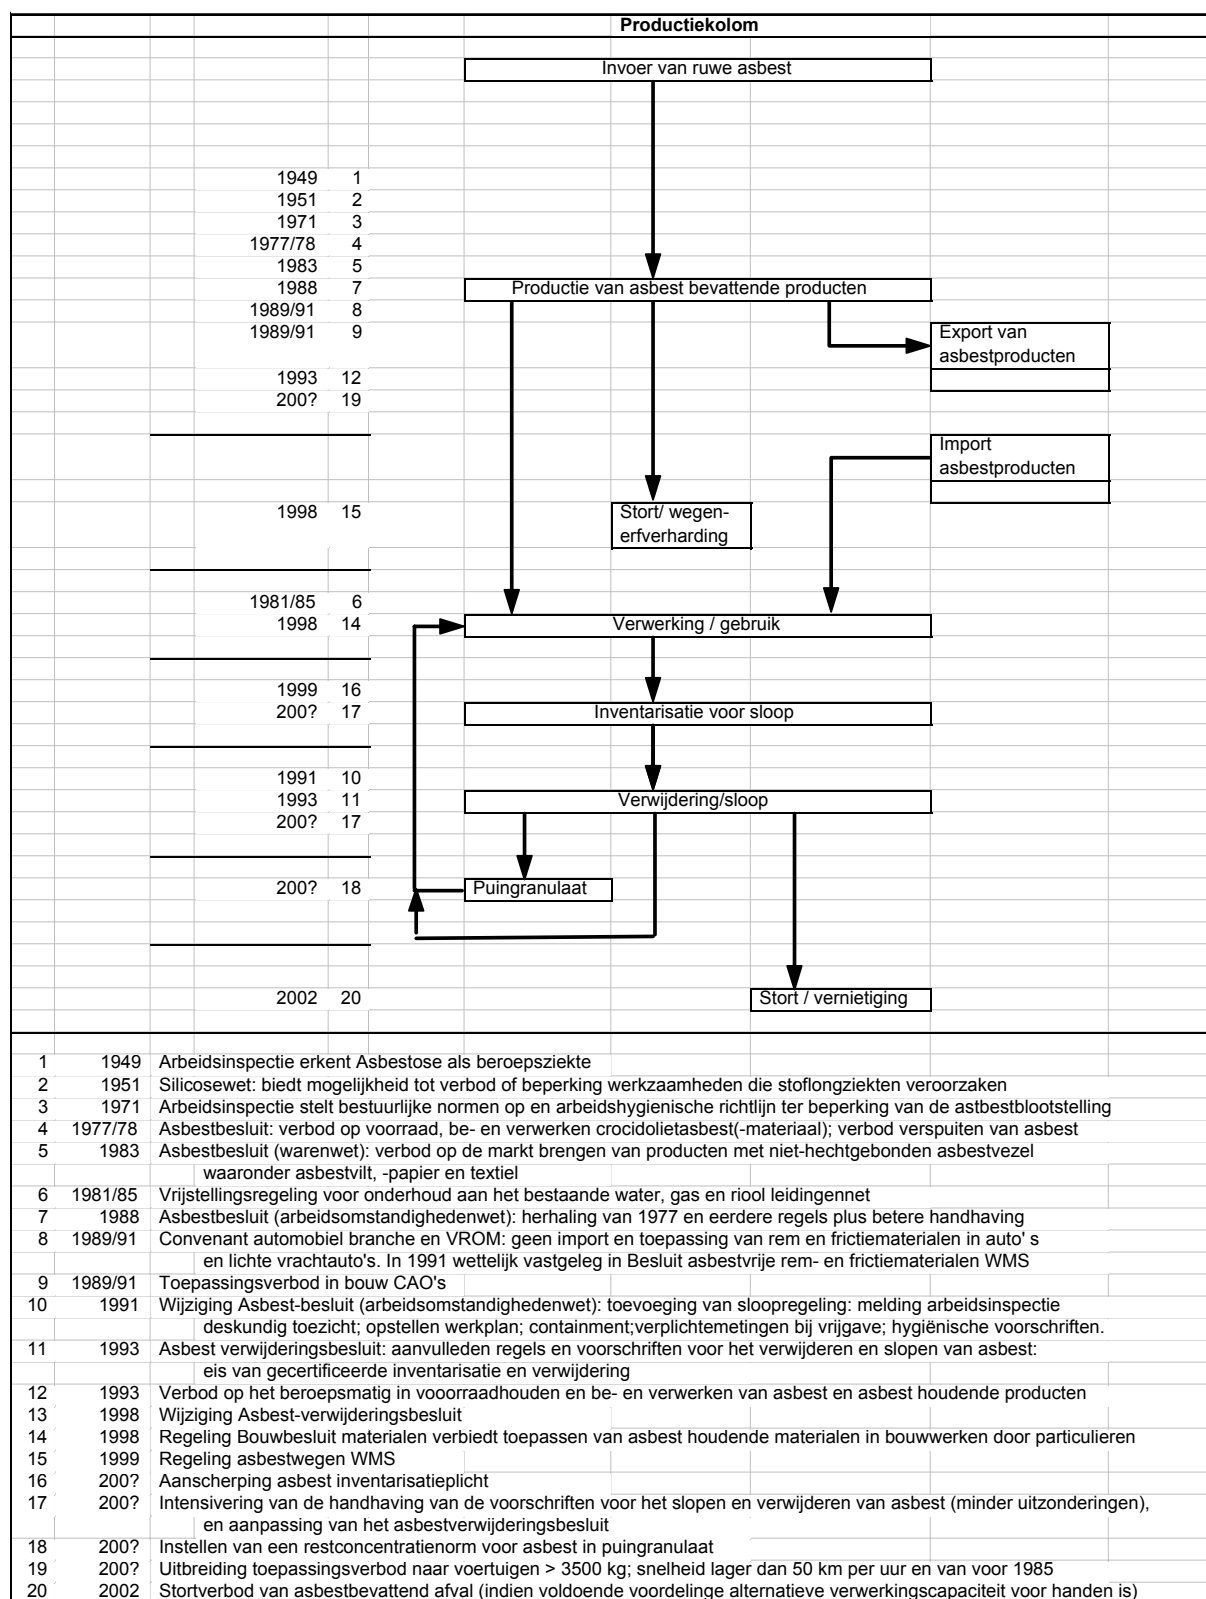 Productiekolom
Invoer van ruwe asbest
1949 1
1951 2
1971 3
1977/78 4
1983 5
1988 7
Productie van asbest bevattende producten
1989/91 8
1989/91 9
Export van
asbestproducten
1993 12
200? 19
Import
asbestproducten
1998 15
Stort/ wegen-
erfverharding
1981/85 6
1998 14
Verwerking / gebruik
1999 16
200? 17
Inventarisatie voor sloop
1991 10
1993 11
Verwijdering/sloop
200? 17
200? 18
Puingranulaat
2002 20
Stort / vernietiging
1 1949 Arbeidsinspectie erkent Asbestose als beroepsziekte
2 1951 Silicosewet: biedt mogelijkheid tot verbod of beperking werkzaamheden die stoflongziekten veroorzaken
3 1971 Arbeidsinspectie stelt bestuurlijke normen op en arbeidshygienische richtlijn ter beperking van de astbestblootstelling
4 1977/78 Asbestbesluit: verbod op voorraad, be- en verwerken crocidolietasbest(-materiaal); verbod verspuiten van asbest
5 1983 Asbestbesluit (warenwet): verbod op de markt brengen van producten met niet-hechtgebonden asbestvezel
waaronder asbestvilt, -papier en textiel
6 1981/85 Vrijstellingsregeling voor onderhoud aan het bestaande water, gas en riool leidingennet
7 1988 Asbestbesluit (arbeidsomstandighedenwet): herhaling van 1977 en eerdere regels plus betere handhaving
8 1989/91 Convenant automobiel branche en VROM: geen import en toepassing van rem en frictiematerialen in auto' s
en lichte vrachtauto's. In 1991 wettelijk vastgeleg in Besluit asbestvrije rem- en frictiematerialen WMS
9 1989/91 Toepassingsverbod in bouw CAO's
10 1991 Wijziging Asbest-besluit (arbeidsomstandighedenwet): toevoeging van sloopregeling: melding arbeidsinspectie
deskundig toezicht; opstellen werkplan; containment;verplichtemetingen bij vrijgave; hygiënische voorschriften.
11 1993 Asbest verwijderingsbesluit: aanvulleden regels en voorschriften voor het verwijderen en slopen van asbest:
eis van gecertificeerde inventarisatie en verwijdering
12 1993 Verbod op het beroepsmatig in vooorraadhouden en be- en verwerken van asbest en asbest houdende producten
13 1998 Wijziging Asbest-verwijderingsbesluit
14 1998 Regeling Bouwbesluit materialen verbiedt toepassen van asbest houdende materialen in bouwwerken door particulieren
15 1999 Regeling asbestwegen WMS
16 200? Aanscherping asbest inventarisatieplicht
17 200? Intensivering van de handhaving van de voorschriften voor het slopen en verwijderen van asbest (minder uitzonderingen),
en aanpassing van het asbestverwijderingsbesluit
18 200? Instellen van een restconcentratienorm voor asbest in puingranulaat
19 200? Uitbreiding toepassingsverbod naar voertuigen > 3500 kg; snelheid lager dan 50 km per uur en van voor 1985
20 2002 Stortverbod van asbestbevattend afval (indien voldoende voordelinge alternatieve verwerkingscapaciteit voor handen is)